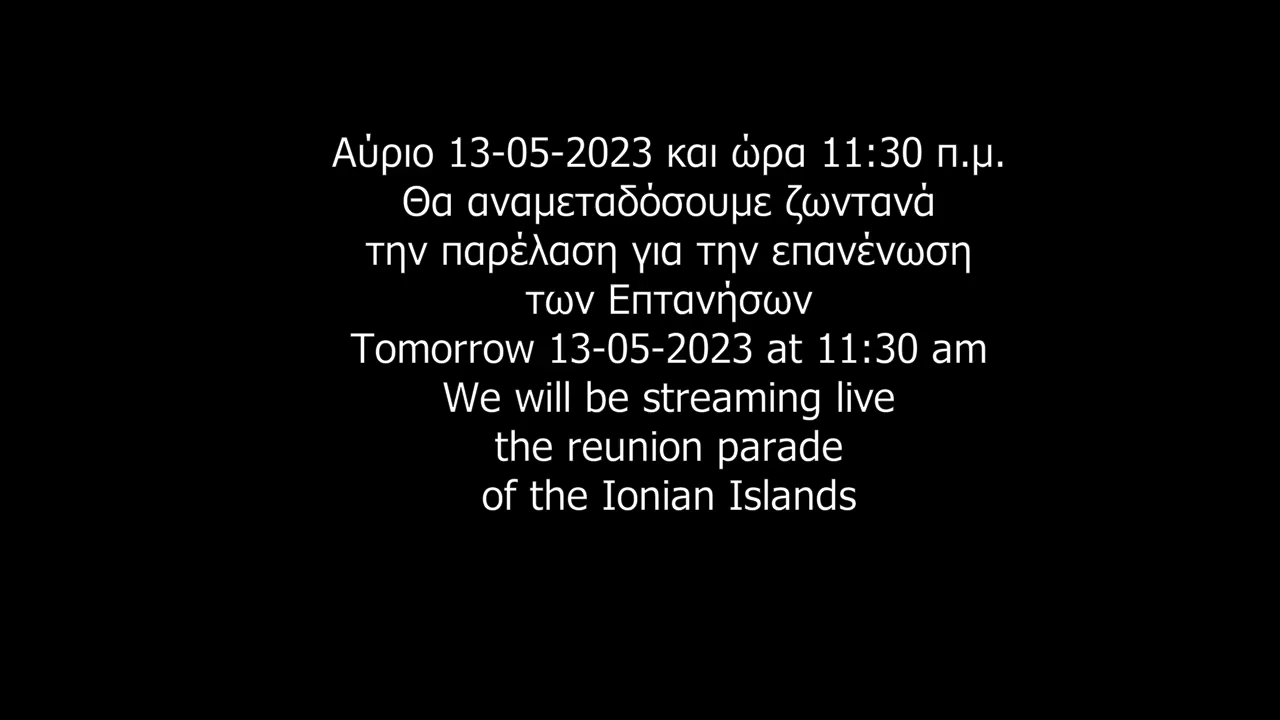 Αύριο 13-05-2023 και ώρα 11:30 π.μ.
Θα αναμεταδόσουμε ζωντανά
την παρέλαση για την επανένωση
των Επτανήσων
Tomorrow 13-05-2023 at 11:30 am
We will be streaming live
the reunion parade
of the Ionian Islands